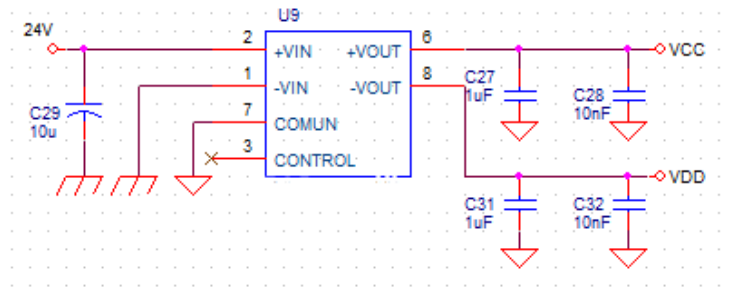 U9
24V
2
+VIN
+VOUT
6
VCC
1
-VIN
-VOUT
8
C27
1uF
C28
10nF
C29
10u
7
COMUN
3
CONTROL
VDD
C31
1uF
C32
10nF